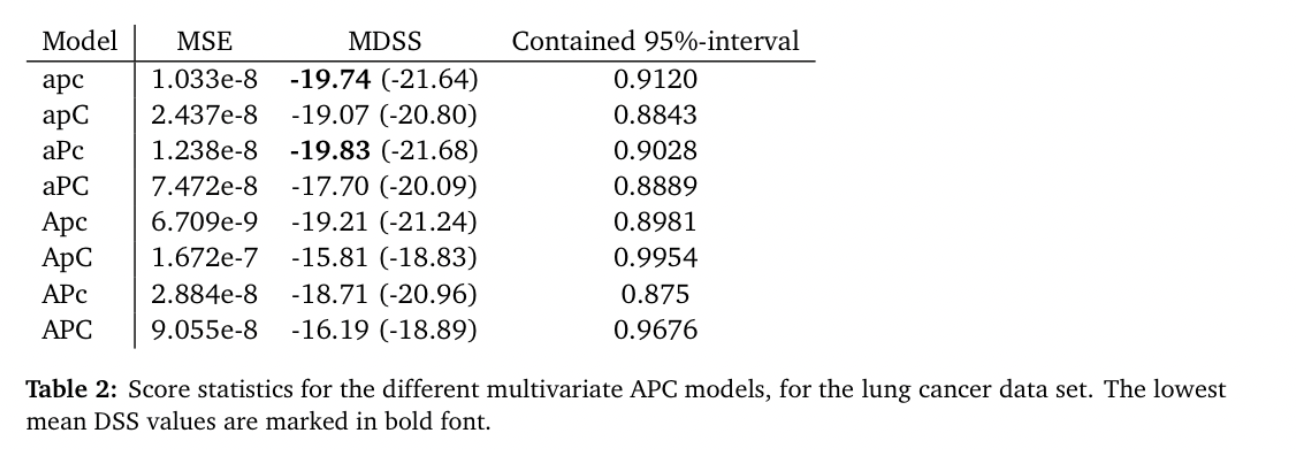 Model MSE MDSS Contained 95%-interval
apc 1.033e-8 -19.74 (-21.64) 0.9120
apC 2.437e-8 -19.07 (-20.80) 0.8843
aPc 1.238e-8 -19.83 (-21.68) 0.9028
aPC 7.472e-8 -17.70 (-20.09) 0.8889
Apc 6.709e-9 -19.21 (-21.24) 0.8981
ApC 1.672e-7 -15.81 (-18.83) 0.9954
APc 2.884e-8 -18.71 (-20.96) 0.875
APC 9.055e-8 -16.19 (-18.89) 0.9676
Table 2: Score statistics for the different multivariate APC models, for the lung cancer data set. The lowest
mean DSS values are marked in bold font.